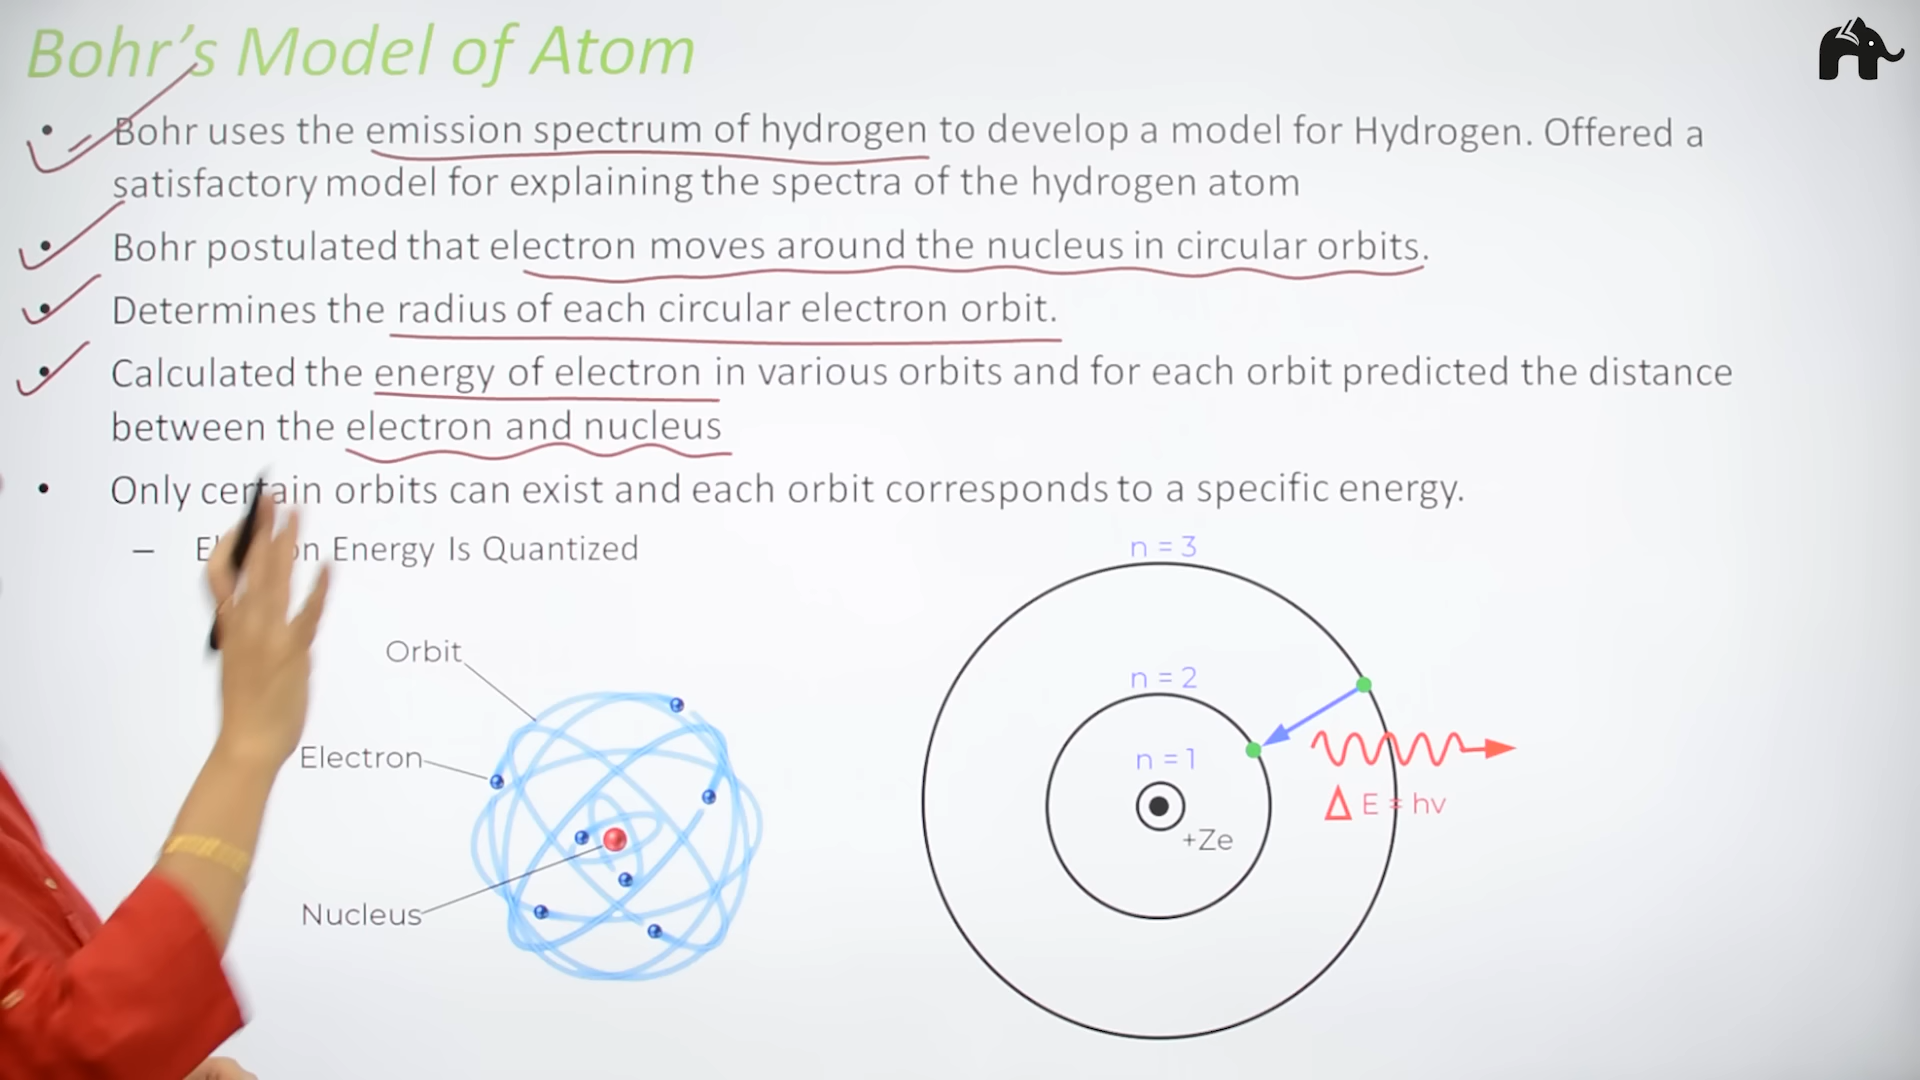 Bohr's Model of Atom
• Bohr uses the emission spectrum of hydrogen to develop a model for Hydrogen. Offered a
satisfactory model for explaining the spectra of the hydrogen atom
• Bohr postulated that electron moves around the nucleus in circular orbits.
• Determines the radius of each circular electron orbit.
• Calculated the energy of electron in various orbits and for each orbit predicted the distance
between the electron and nucleus
• Only certain orbits can exist and each orbit corresponds to a specific energy.
– Energy Is Quantized
Orbit
Electron
Nucleus
n = 3
n = 2
n = 1
+Ze
Δ E = hv